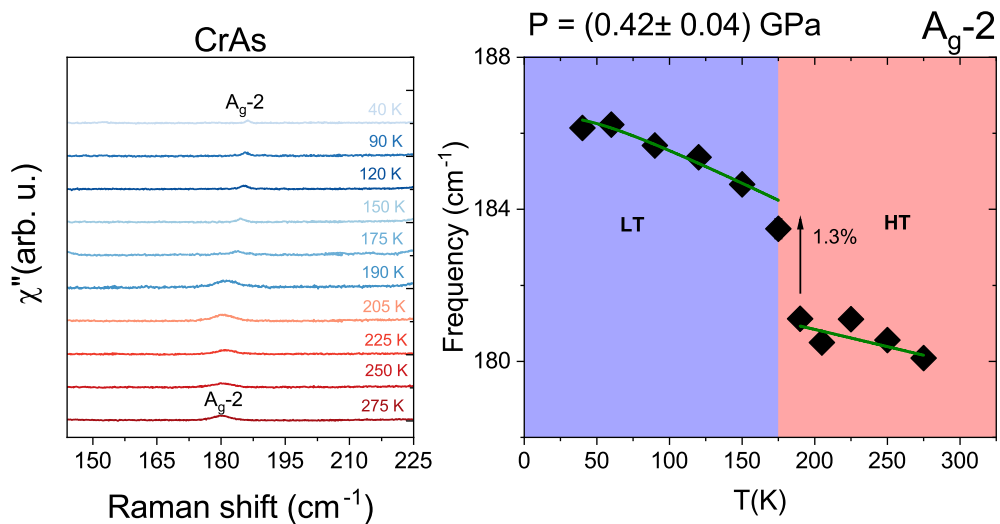 CrAs
A_g-2
40 K
90 K
120 K
150 K
175 K
190 K
205 K
225 K
250 K
A_g-2
275 K
150 165 180 195 210 225
Raman shift (cm⁻¹)
χ"(arb. u.)
P = (0.42± 0.04) GPa
A_g-2
188
184
180
LT
HT
1.3%
0 50 100 150 200 250 300
T(K)
Frequency (cm⁻¹)